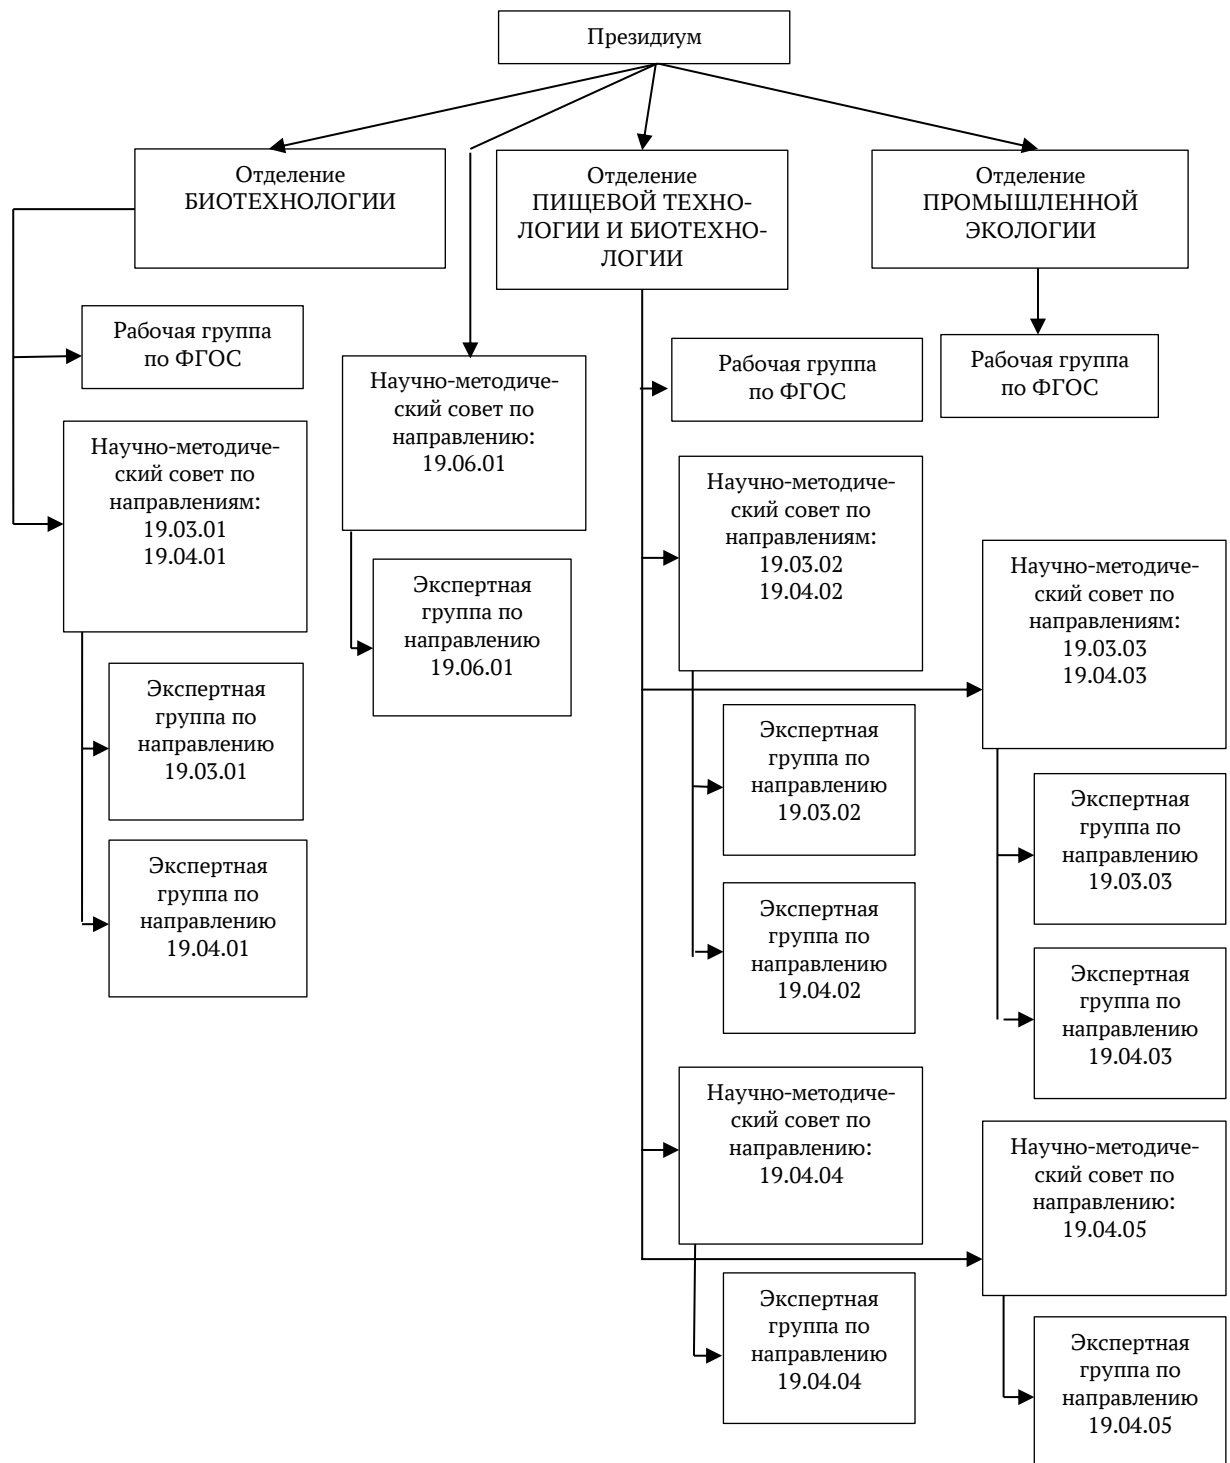 Президиум
Отделение
БИОТЕХНОЛОГИИ
Отделение
ПИЩЕВОЙ ТЕХНО-
ЛОГИИ И БИОТЕХНО-
ЛОГИИ
Отделение
ПРОМЫШЛЕННОЙ
ЭКОЛОГИИ
Рабочая группа
по ФГОС
Научно-методиче-
ский совет по
направлениям:
19.03.01
19.04.01
Экспертная
группа по
направлению
19.03.01
Экспертная
группа по
направлению
19.04.01
Научно-методиче-
ский совет по
направлению:
19.06.01
Экспертная
группа по
направлению
19.06.01
Рабочая группа
по ФГОС
Научно-методиче-
ский совет по
направлениям:
19.03.02
19.04.02
Экспертная
группа по
направлению
19.03.02
Экспертная
группа по
направлению
19.04.02
Научно-методиче-
ский совет по
направлению:
19.04.04
Экспертная
группа по
направлению
19.04.04
Рабочая группа
по ФГОС
Научно-методиче-
ский совет по
направлениям:
19.03.03
19.04.03
Экспертная
группа по
направлению
19.03.03
Экспертная
группа по
направлению
19.04.03
Научно-методиче-
ский совет по
направлению:
19.04.05
Экспертная
группа по
направлению
19.04.05